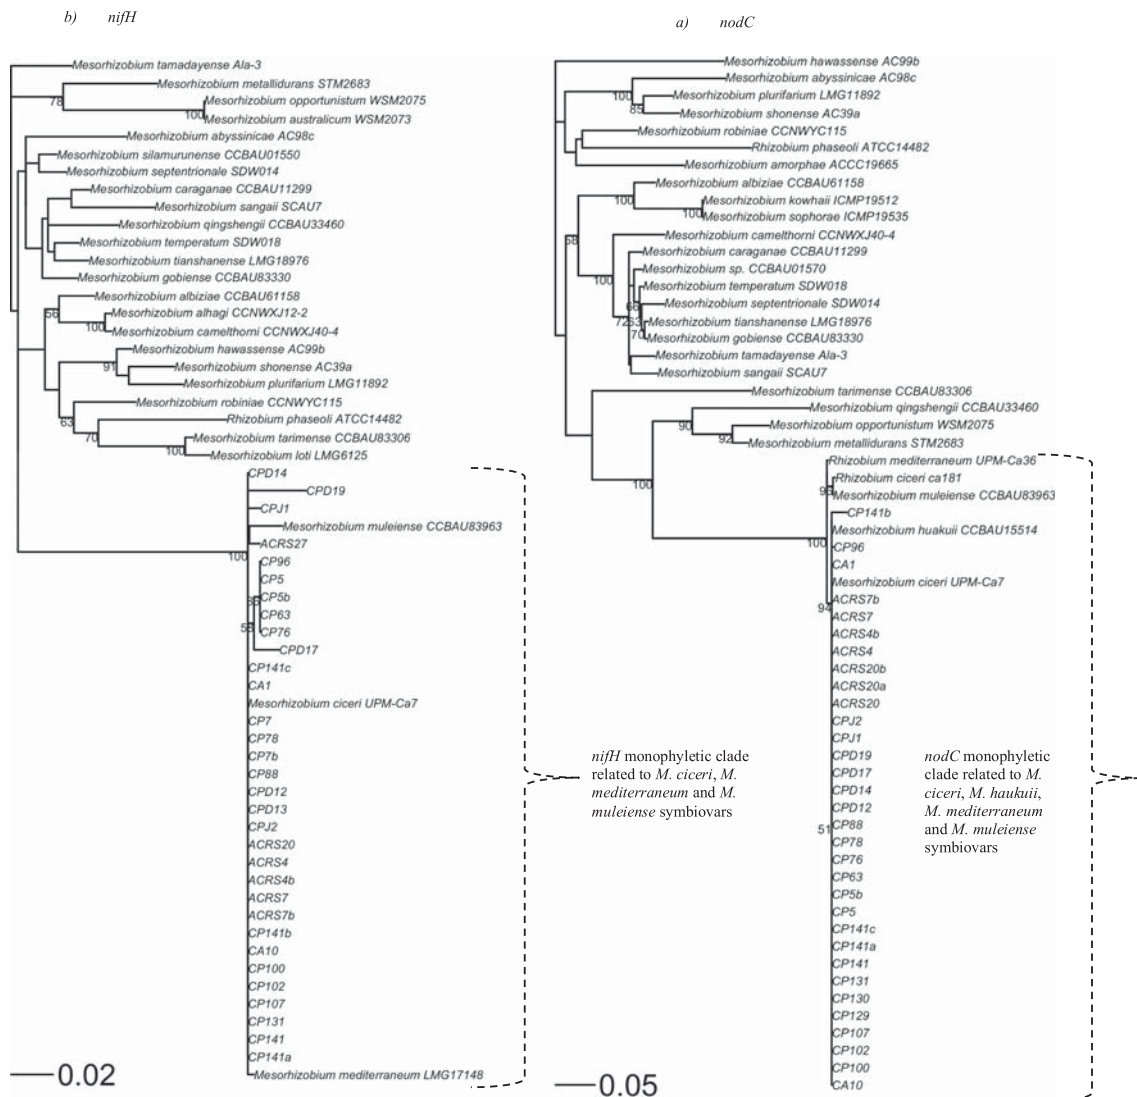 b) nifH
Mesorhizobium tamadayense Ala-3
Mesorhizobium metallidurans STM2683
78
Mesorhizobium opportunistum WSM2075
100
Mesorhizobium australicum WSM2073
Mesorhizobium abyssinicae AC98c
Mesorhizobium silamurunense CCBAU01550
Mesorhizobium septentrionale SDW014
Mesorhizobium caraganae CCBAU11299
Mesorhizobium sangaii SCAU7
Mesorhizobium qingshengii CCBAU33460
Mesorhizobium temperatum SDW018
Mesorhizobium tianshanense LMG18976
Mesorhizobium gobiense CCBAU83330
Mesorhizobium albiziae CCBAU61158
56
Mesorhizobium alhagi CCNWXJ12-2
100
Mesorhizobium camelthorni CCNWXJ40-4
Mesorhizobium hawassense AC99b
91
Mesorhizobium shonense AC39a
Mesorhizobium plurifarium LMG11892
Mesorhizobium robiniae CCNWYC115
63
Rhizobium phaseoli ATCC14482
70
Mesorhizobium tarimense CCBAU83306
100
Mesorhizobium loti LMG6125
CPD14
CPD19
CPJ1
Mesorhizobium muleiense CCBAU83963
ACRS27
100
CP96
CP5
CP5b
CP63
CP76
CPD17
CP141c
CA1
Mesorhizobium ciceri UPM-Ca7
CP7
CP78
CP7b
CP88
CPD12
CPD13
CPJ2
ACRS20
ACRS4
ACRS4b
ACRS7
ACRS7b
CP141b
CA10
CP100
CP102
CP107
CP131
CP141
CP141a
Mesorhizobium mediterraneum LMG17148
0.02
nifH monophyletic clade
related to M. ciceri, M.
mediterraneum and M.
muleiense symbiovars
a) nodC
Mesorhizobium hawassense AC99b
Mesorhizobium abyssinicae AC98c
100
Mesorhizobium plurifarium LMG11892
85
Mesorhizobium shonense AC39a
Mesorhizobium robiniae CCNWYC115
Rhizobium phaseoli ATCC14482
Mesorhizobium amorphae ACCC19665
Mesorhizobium albiziae CCBAU61158
100
Mesorhizobium kowhaii ICMP19512
100
Mesorhizobium sophorae ICMP19535
Mesorhizobium camelthorni CCNWXJ40-4
58
Mesorhizobium caraganae CCBAU11299
Mesorhizobium sp. CCBAU01570
100
Mesorhizobium temperatum SDW018
Mesorhizobium septentrionale SDW014
72
63
Mesorhizobium tianshanense LMG18976
70
Mesorhizobium gobiense CCBAU83330
Mesorhizobium tamadayense Ala-3
Mesorhizobium sangaii SCAU7
Mesorhizobium tarimense CCBAU83306
Mesorhizobium qingshengii CCBAU33460
90
Mesorhizobium opportunistum WSM2075
92
Mesorhizobium metallidurans STM2683
Rhizobium mediterraneum UPM-Ca36
Rhizobium ciceri ca181
100
Mesorhizobium muleiense CCBAU83963
CP141b
Mesorhizobium huakuii CCBAU15514
100
CP96
CA1
Mesorhizobium ciceri UPM-Ca7
ACRS7b
94
ACRS7
ACRS4b
ACRS4
ACRS20b
ACRS20a
ACRS20
CPJ2
CPJ1
CPD19
CPD17
CPD14
CPD12
CP88
51
CP78
CP76
CP63
CP5b
CP5
CP141c
CP141a
CP141
CP131
CP130
CP129
CP107
CP102
CP100
CA10
0.05
nodC monophyletic
clade related to M.
ciceri, M. haukuii,
M. mediterraneum
and M. muleiense
symbiovars